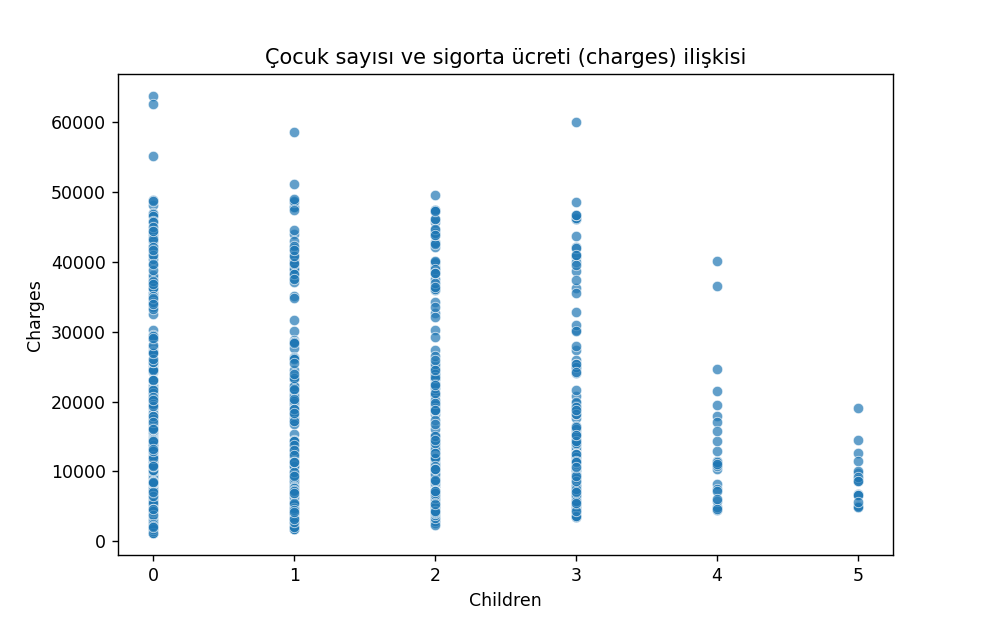 Çocuk sayısı ve sigorta ücreti (charges) ilişkisi
60000
50000
40000
30000
20000
10000
0
Charges
0 1 2 3 4 5
Children